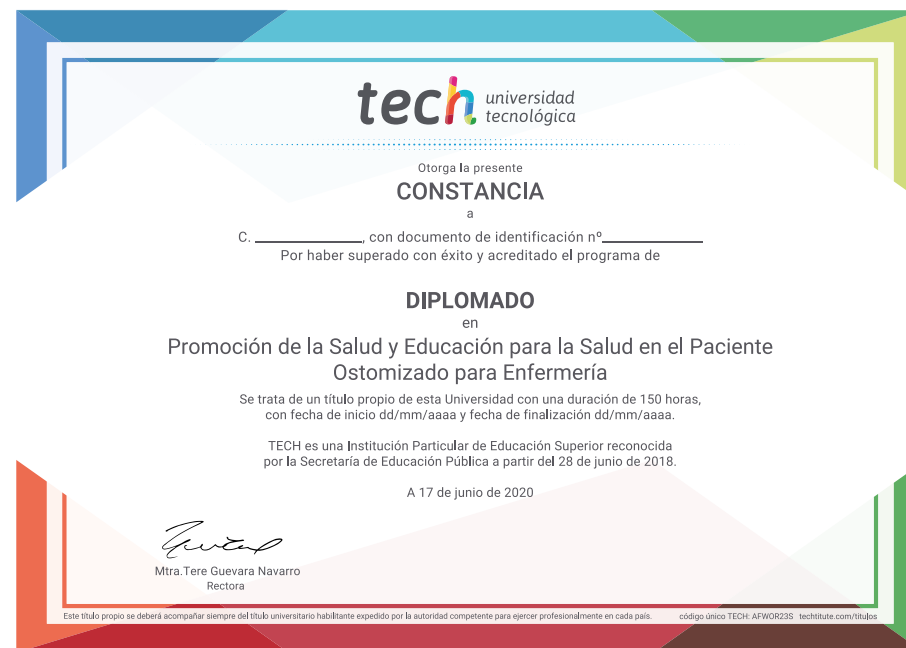 tech universidad
tecnológica
Otorga la presente
CONSTANCIA
a
C. ____________, con documento de identificación nº____________
Por haber superado con éxito y acreditado el programa de
DIPLOMADO
en
Promoción de la Salud y Educación para la Salud en el Paciente
Ostomizado para Enfermería
Se trata de un título propio de esta Universidad con una duración de 150 horas,
con fecha de inicio dd/mm/aaaa y fecha de finalización dd/mm/aaaa.
TECH es una Institución Particular de Educación Superior reconocida
por la Secretaría de Educación Pública a partir del 28 de junio de 2018.
A 17 de junio de 2020
Mtra.Tere Guevara Navarro
Rectora
Este título propio se deberá acompañar siempre del título universitario habilitante expedido por la autoridad competente para ejercer profesionalmente en cada país. código único TECH: AFWOR23S techtitute.com/titulos